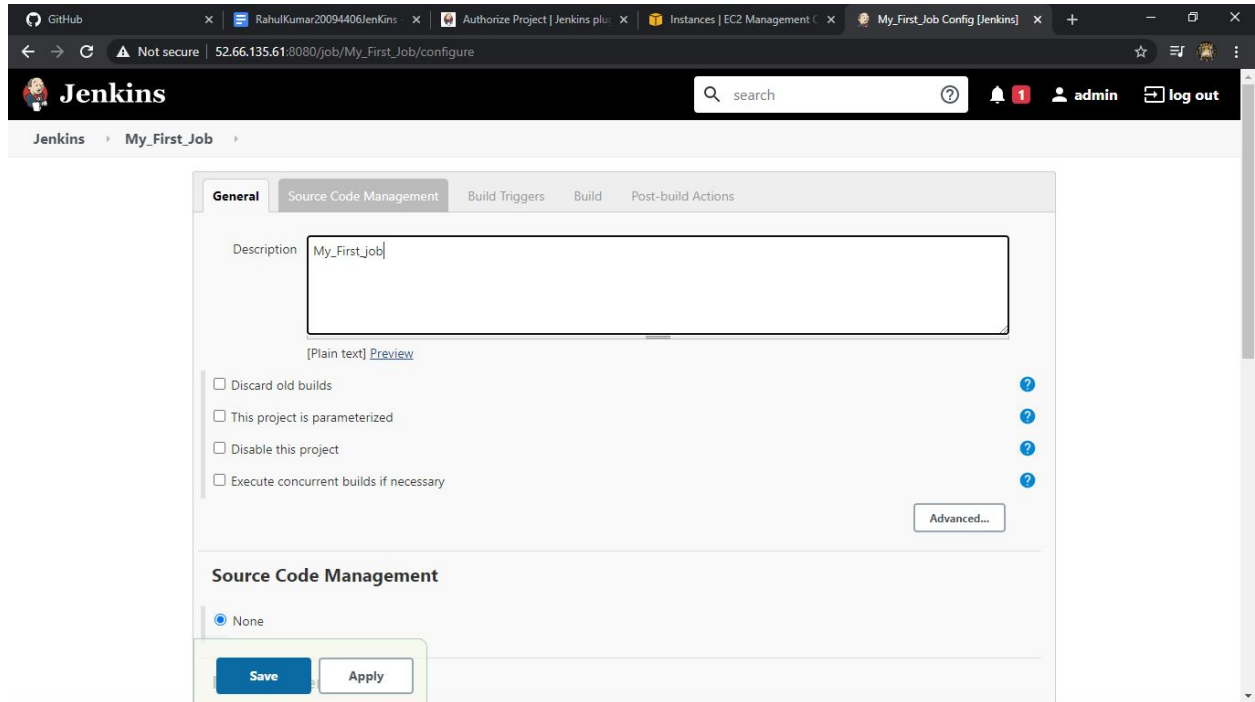 GitHub
RahulKumar20094406JenKins -
Authorize Project | Jenkins plug
Instances | EC2 Management C
My_First_Job Config [Jenkins]
Not secure | 52.66.135.61:8080/job/My_First_Job/configure
Jenkins
search
1
admin
log out
Jenkins
My_First_Job
General
Source Code Management
Build Triggers
Build
Post-build Actions
Description
My_First_job
[Plain text] Preview
Discard old builds
This project is parameterized
Disable this project
Execute concurrent builds if necessary
Advanced...
Source Code Management
None
Save
Apply